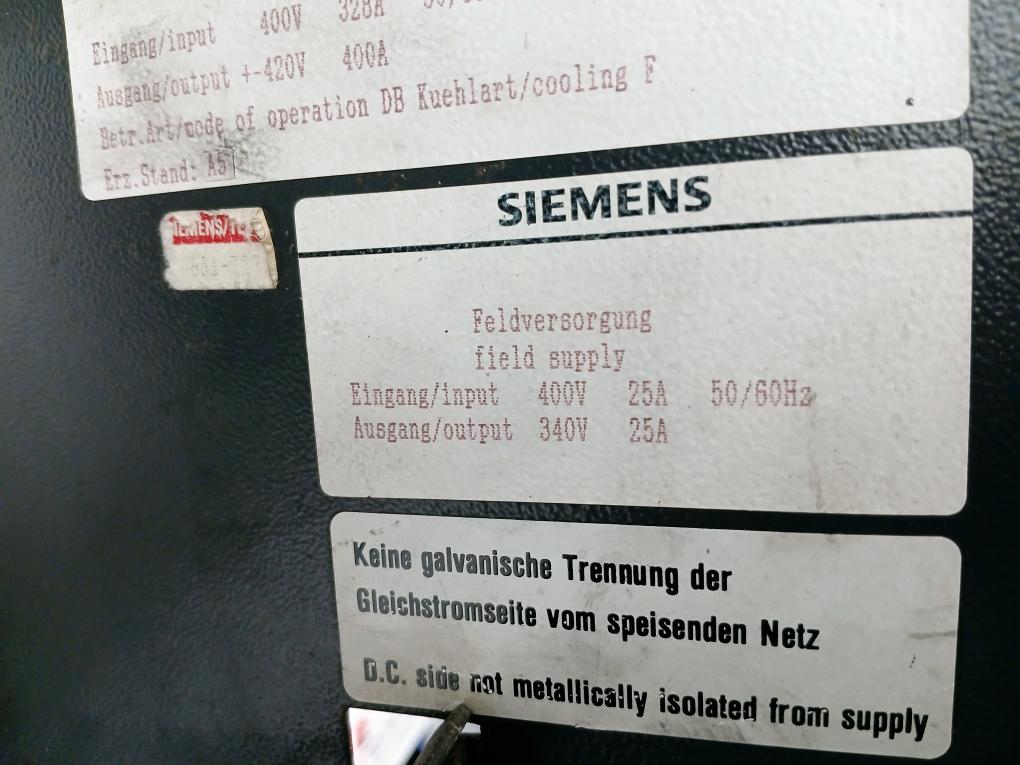 Eingang/input 400V 328A 50/
Ausgang/output +-420V 400A
Betr.Art/mode of operation DB Kuehlart/cooling F
Erz.Stand: A5
SIEMENS
Feldversorgung
field supply
Eingang/input 400V 25A 50/60Hz
Ausgang/output 340V 25A
Keine galvanische Trennung der
Gleichstromseite vom speisenden Netz
D.C. side not metallically isolated from supply